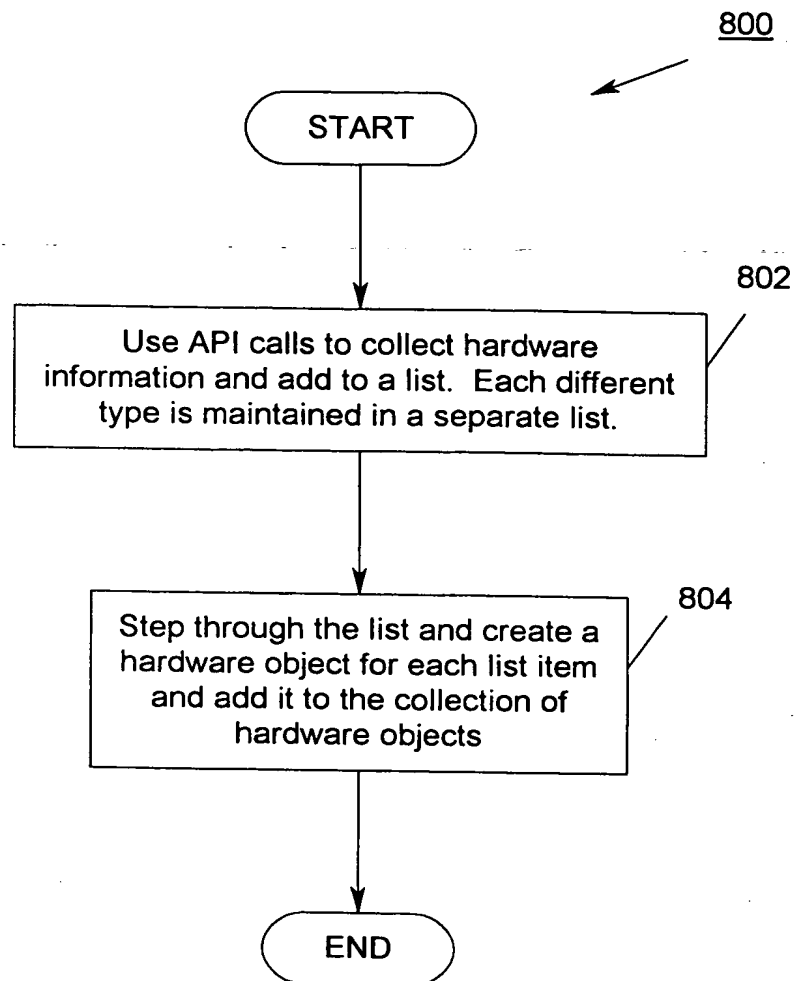 800
START
802
Use API calls to collect hardware
information and add to a list. Each different
type is maintained in a separate list.
804
Step through the list and create a
hardware object for each list item
and add it to the collection of
hardware objects
END